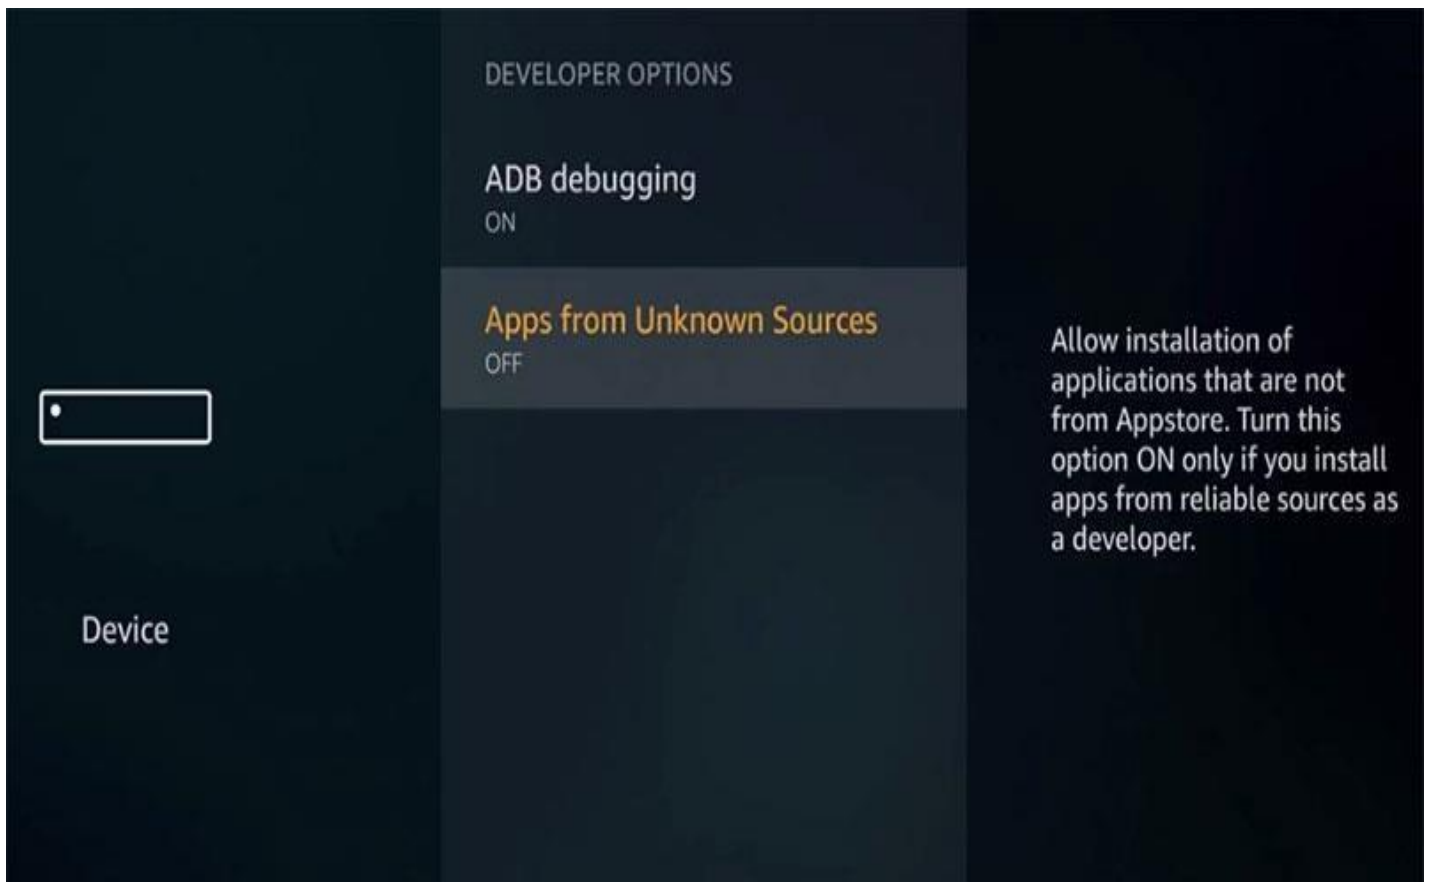 DEVELOPER OPTIONS
ADB debugging
ON
Apps from Unknown Sources
OFF
Device
Allow installation of
applications that are not
from Appstore. Turn this
option ON only if you install
apps from reliable sources as
a developer.